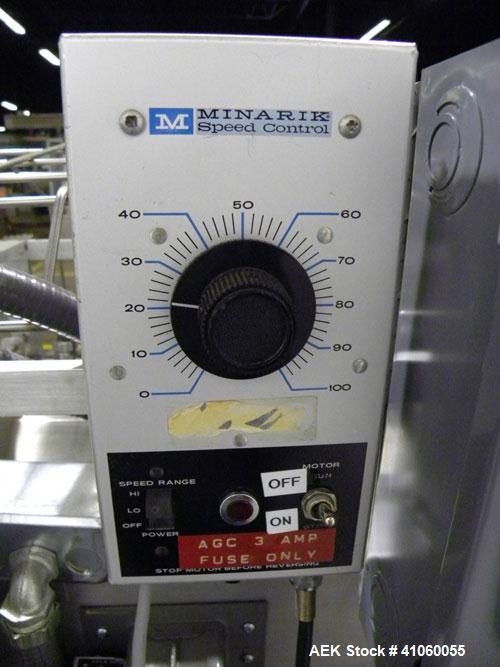 M MINARIK
Speed Control
50
40 60
30 70
20 80
10 90
0 100
MOTOR
SPEED RANGE
HI
OFF
LO
ON
OFF
POWER
AGC 3 AMP
FUSE ONLY
STOP MOTOR BEFORE REVERSING
AEK Stock # 41060055